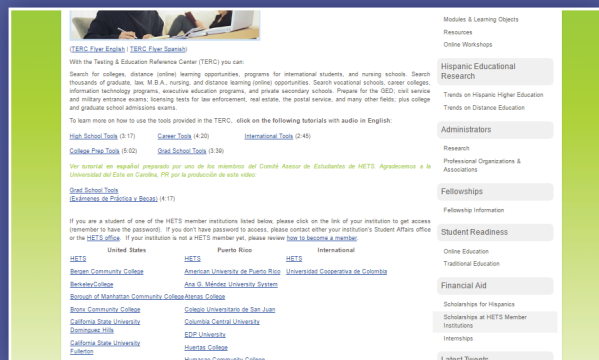 (TERC Flyer English | TERC Flyer Spanish)
With the Testing & Education Reference Center (TERC) you can:
Search for colleges, distance (online) learning opportunities, programs for international students, and nursing schools. Search
thousands of graduate, law, M.B.A., nursing, and distance learning (online) opportunities. Search vocational schools, career colleges,
information technology programs, executive education programs, and private secondary schools. Prepare for the GED; civil service
and military entrance exams; licensing tests for law enforcement, real estate, the postal service, and many other fields; plus college
and graduate school admissions exams.
To learn more on how to use the tools provided in the TERC, click on the following tutorials with audio in English:
High School Tools (3:17) Career Tools (4:20) International Tools (2:45)
College Prep Tools (5:02) Grad School Tools (3:39)
Ver tutorial en español preparado por uno de los miembros del Comité Asesor de Estudiantes de HETS. Agradecemos a la
Universidad del Este en Carolina, PR por la producción de este video:
Grad School Tools
(Exámenes de Práctica y Becas) (4:17)
If you are a student of one of the HETS member institutions listed below, please click on the link of your institution to get access
(remember to have the password). If you don't have password to access, please contact either your institution's Student Affairs office
or the HETS office. If your institution is not a HETS member yet, please review how to become a member.
United States Puerto Rico International
HETS HETS HETS
Bergen Community College American University de Puerto Rico Universidad Cooperativa de Colombia
BerkeleyCollege Ana G. Méndez University System
Borough of Manhattan Community College Atenas College
Bronx Community College Colegio Universitario de San Juan
California State University Columbia Central University
Dominguez Hills
EDP University
California State University Huertas College
Fullerton
Humacao Community College
Modules & Learning Objects
Resources
Online Workshops
Hispanic Educational
Research
Trends on Hispanic Higher Education
Trends on Distance Education
Administrators
Research
Professional Organizations &
Associations
Fellowships
Fellowship Information
Student Readiness
Online Education
Traditional Education
Financial Aid
Scholarships for Hispanics
Scholarships at HETS Member
Institutions
Internships
Latest Tweets